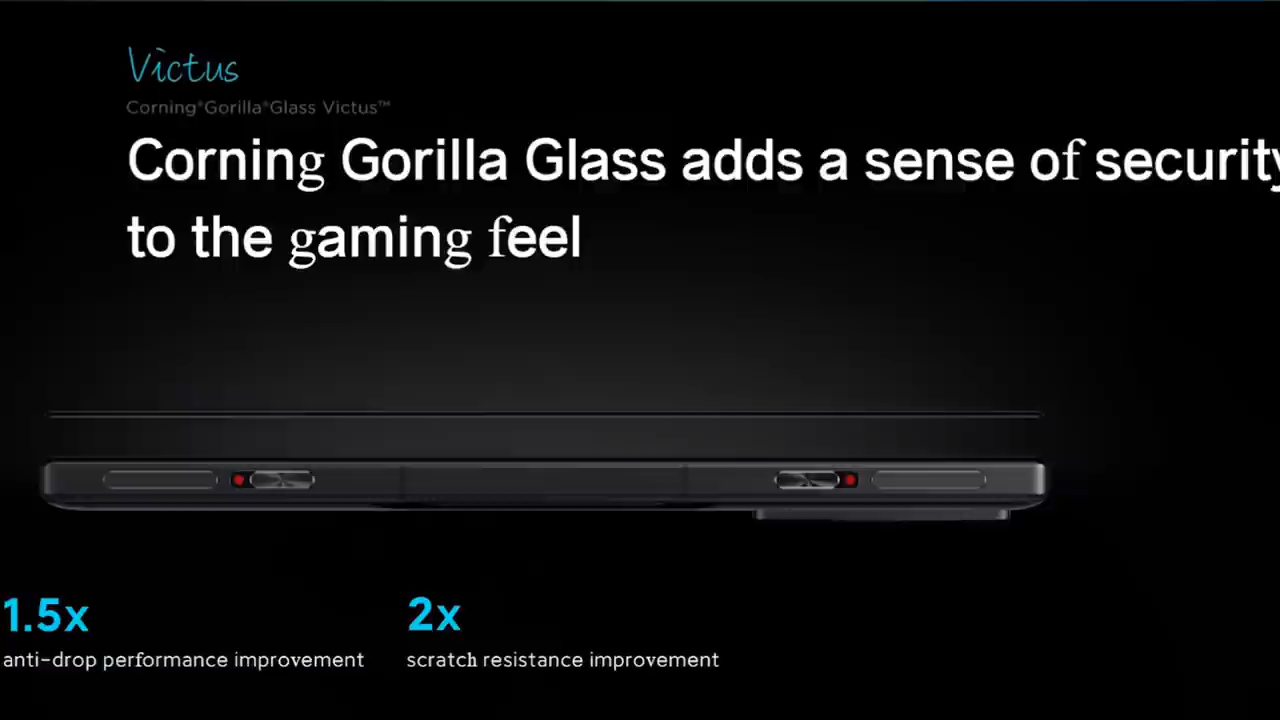 Victus
Corning®Gorilla®Glass Victus™
Corning Gorilla Glass adds a sense of security
to the gaming feel
1.5x
2x
anti-drop performance improvement
scratch resistance improvement